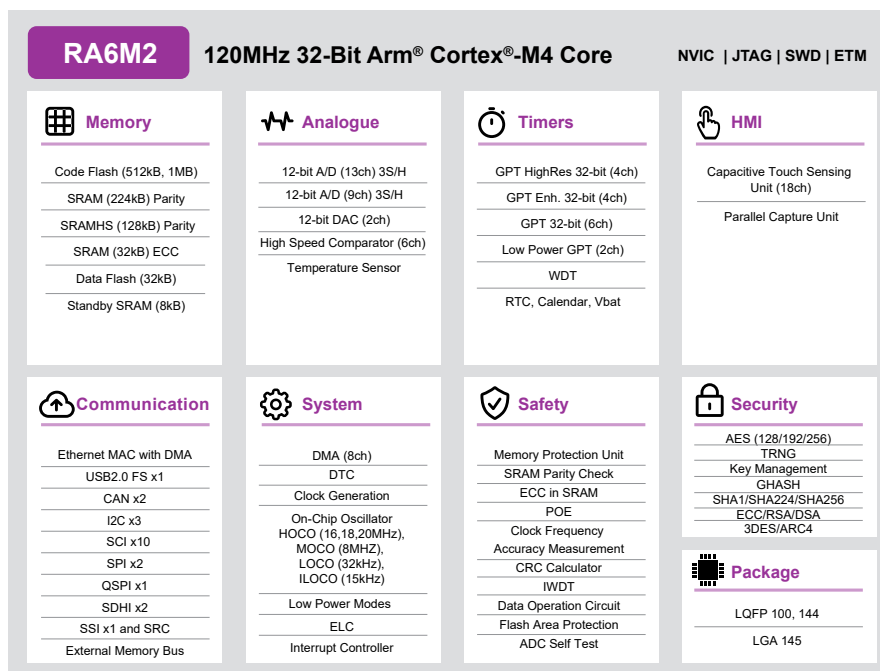 RA6M2
120MHz 32-Bit Arm® Cortex®-M4 Core
NVIC | JTAG | SWD | ETM
Memory
Code Flash (512kB, 1MB)
SRAM (224kB) Parity
SRAMHS (128kB) Parity
SRAM (32kB) ECC
Data Flash (32kB)
Standby SRAM (8kB)
Analogue
12-bit A/D (13ch) 3S/H
12-bit A/D (9ch) 3S/H
12-bit DAC (2ch)
High Speed Comparator (6ch)
Temperature Sensor
Timers
GPT HighRes 32-bit (4ch)
GPT Enh. 32-bit (4ch)
GPT 32-bit (6ch)
Low Power GPT (2ch)
WDT
RTC, Calendar, Vbat
HMI
Capacitive Touch Sensing
Unit (18ch)
Parallel Capture Unit
Communication
Ethernet MAC with DMA
USB2.0 FS x1
CAN x2
I2C x3
SCI x10
SPI x2
QSPI x1
SDHI x2
SSI x1 and SRC
External Memory Bus
System
DMA (8ch)
DTC
Clock Generation
On-Chip Oscillator
HOCO (16,18,20MHz),
MOCO (8MHZ),
LOCO (32kHz),
ILOCO (15kHz)
Low Power Modes
ELC
Interrupt Controller
Safety
Memory Protection Unit
SRAM Parity Check
ECC in SRAM
POE
Clock Frequency
Accuracy Measurement
CRC Calculator
IWDT
Data Operation Circuit
Flash Area Protection
ADC Self Test
Security
AES (128/192/256)
TRNG
Key Management
GHASH
SHA1/SHA224/SHA256
ECC/RSA/DSA
3DES/ARC4
Package
LQFP 100, 144
LGA 145